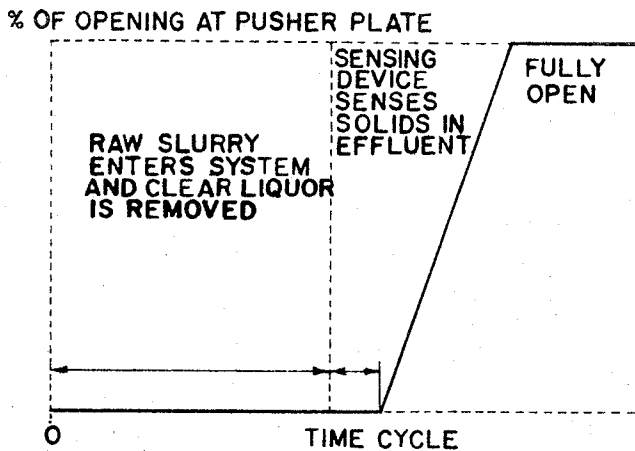 % OF OPENING AT PUSHER PLATE
SENSING
DEVICE
SENSES
SOLIDS IN
EFFLUENT
FULLY
OPEN
RAW SLURRY
ENTERS SYSTEM
AND CLEAR LIQUOR
IS REMOVED
0
TIME CYCLE